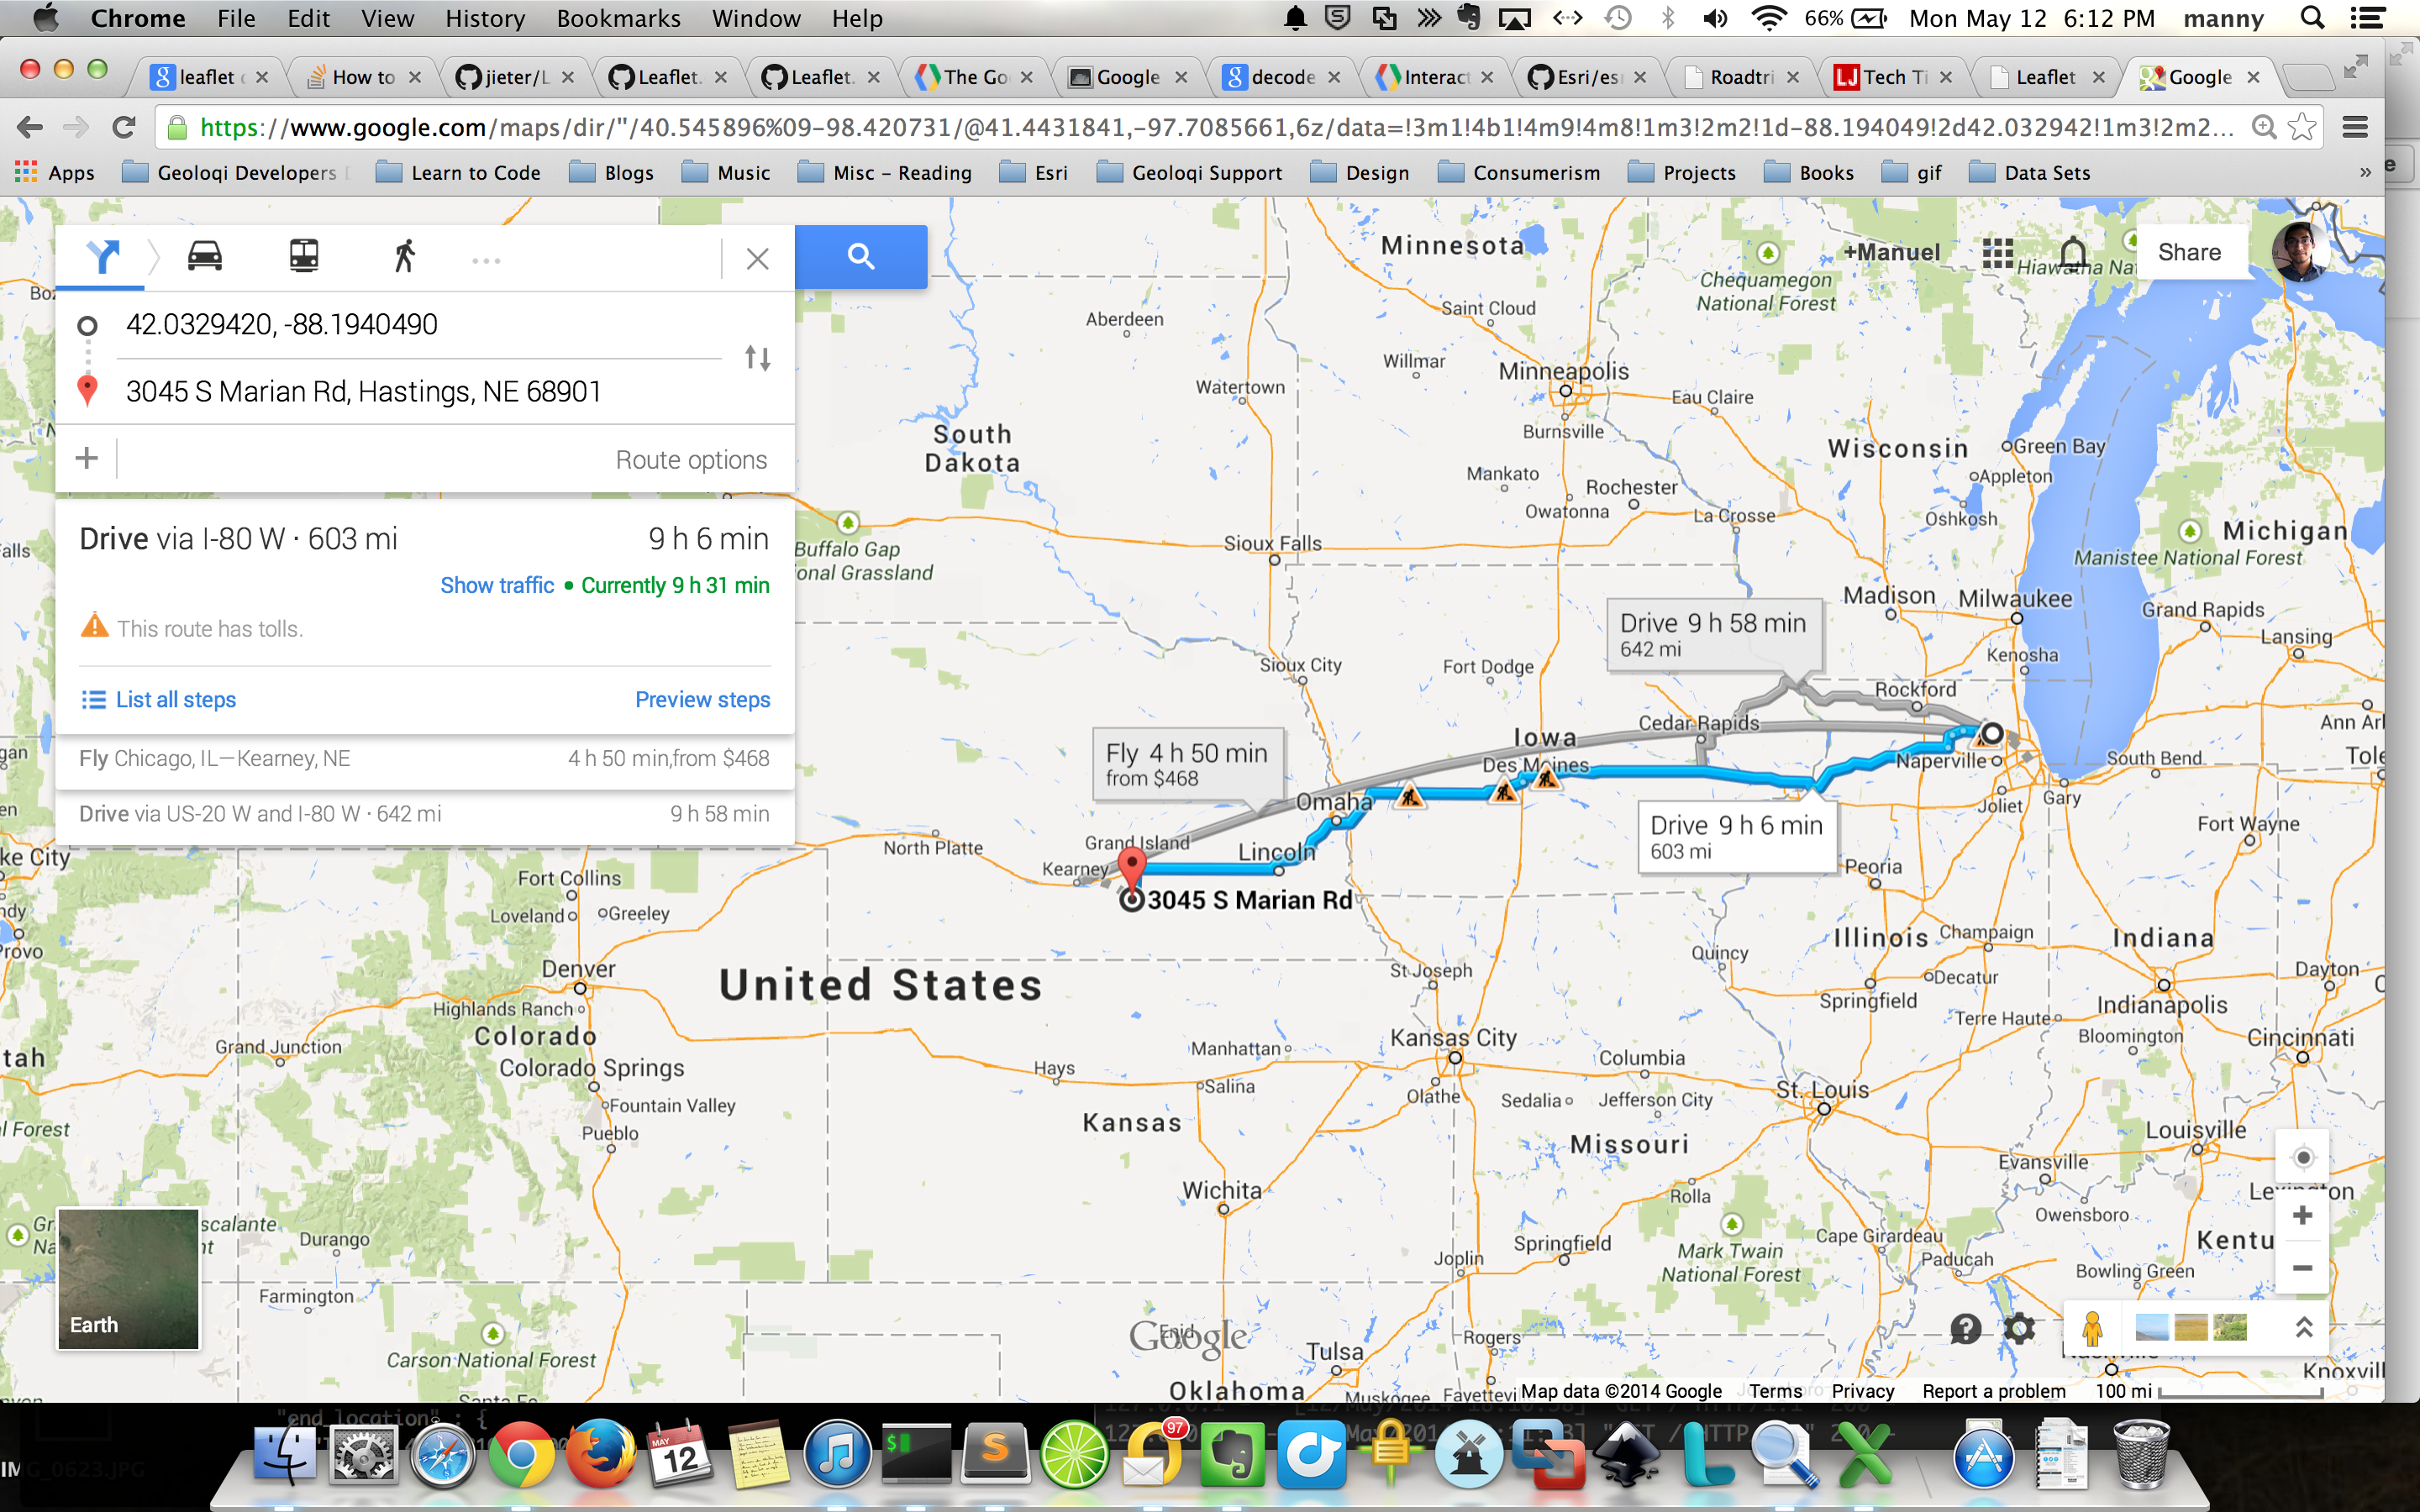 Chrome File Edit View History Bookmarks Window Help 66% Mon May 12 6:12 PM manny
leaflet How to jieter/L Leaflet. Leaflet. The Go Google decode Interact Esri/es Roadtri Tech Ti Leaflet Google
https://www.google.com/maps/dir/"/40.545896%09-98.420731/@41.4431841,-97.7085661,6z/data=!3m1!4b1!4m9!4m8!1m3!2m2!1d-88.194049!2d42.032942!1m3!2m2...
Apps Geoloqi Developers Learn to Code Blogs Music Misc – Reading Esri Geoloqi Support Design Consumerism Projects Books gif Data Sets »
42.0329420, -88.1940490
3045 S Marian Rd, Hastings, NE 68901
Route options
Drive via I-80 W · 603 mi 9 h 6 min
Show traffic • Currently 9 h 31 min
This route has tolls.
List all steps Preview steps
Fly Chicago, IL—Kearney, NE 4 h 50 min,from $468
Drive via US-20 W and I-80 W · 642 mi 9 h 58 min
+Manuel Share
Minnesota
Chequamegon
National Forest
Aberdeen
Saint Cloud
Willmar
Watertown
Minneapolis
Eau Claire
Burnsville
South
Dakota
Wisconsin
Green Bay
Appleton
Mankato
Rochester
Owatonna
La Crosse
Oshkosh
Michigan
Manistee National Forest
Sioux Falls
Buffalo Gap
onal Grassland
Madison
Milwaukee
Grand Rapids
Lansing
Drive 9 h 58 min
642 mi
Sioux City
Fort Dodge
Kenosha
Rockford
Cedar Rapids
Ann Ar
Iowa
Fly 4 h 50 min
from $468
Des Moines
Naperville
South Bend
Tole
Omaha
Joliet
Gary
Drive 9 h 6 min
603 mi
Fort Wayne
Grand Island
North Platte
Lincoln
Kearney
Peoria
3045 S Marian Rd
ke City
Fort Collins
Loveland
Greeley
Illinois
Champaign
Indiana
Quincy
Denver
United States
St Joseph
Decatur
Dayton
Springfield
Indianapolis
Highlands Ranch
Terre Haute
Colorado
Kansas City
Bloomington
Cincinnati
Grand Junction
tah
Colorado Springs
Manhattan
Columbia
Hays
Salina
Olathe
Sedalia
Jefferson City
St. Louis
Fountain Valley
Pueblo
Kansas
Missouri
Louisville
l Forest
Evansville
Wichita
Rolla
Owensboro
scalante
Durango
Springfield
Cape Girardeau
Kentu
Joplin
Mark Twain
National Forest
Paducah
Bowling Green
Farmington
Earth
Google
Enid
Rogers
Carson National Forest
Tulsa
Knoxvill
Oklahoma
Muskogee
Fayettevi
Map data ©2014 Google Terms Privacy Report a problem 100 mi
"end_location" : {
MAY
12
97